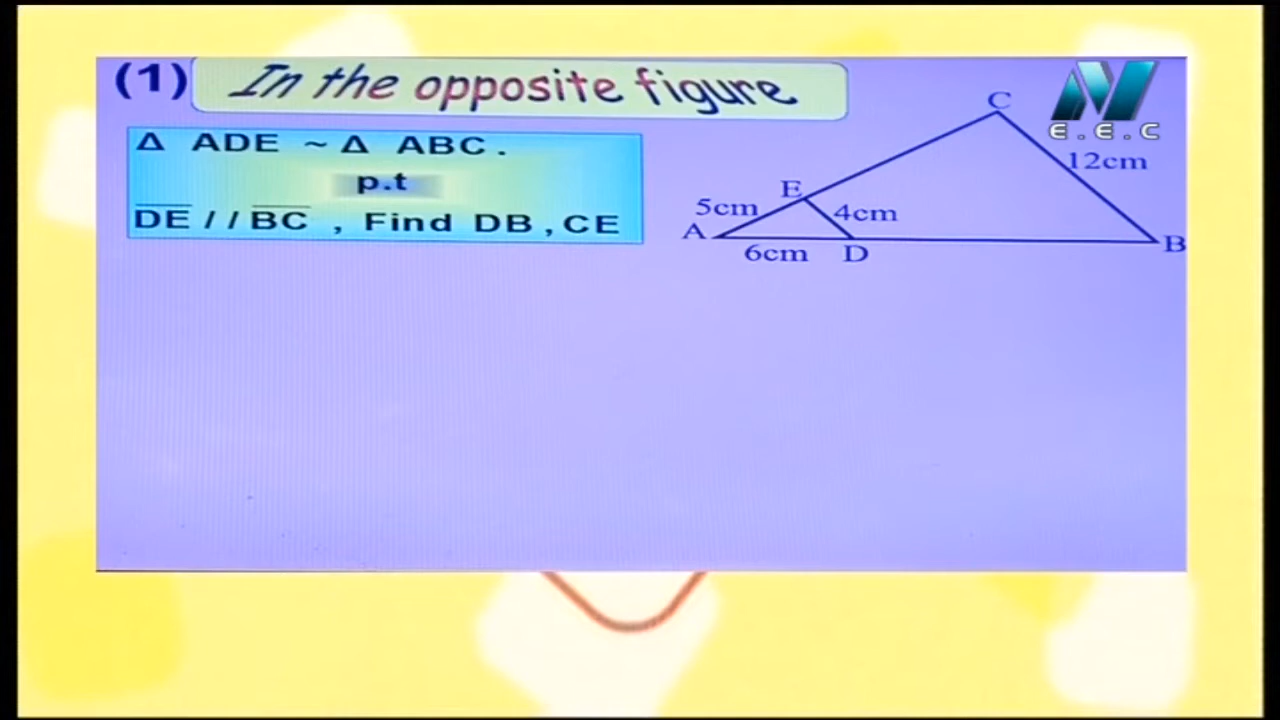 (1) In the opposite figure
Δ ADE ~ Δ ABC.
p.t
DE // BC , Find DB , CE
C
E.E.C
12cm
E
5cm
4cm
A
B
6cm
D